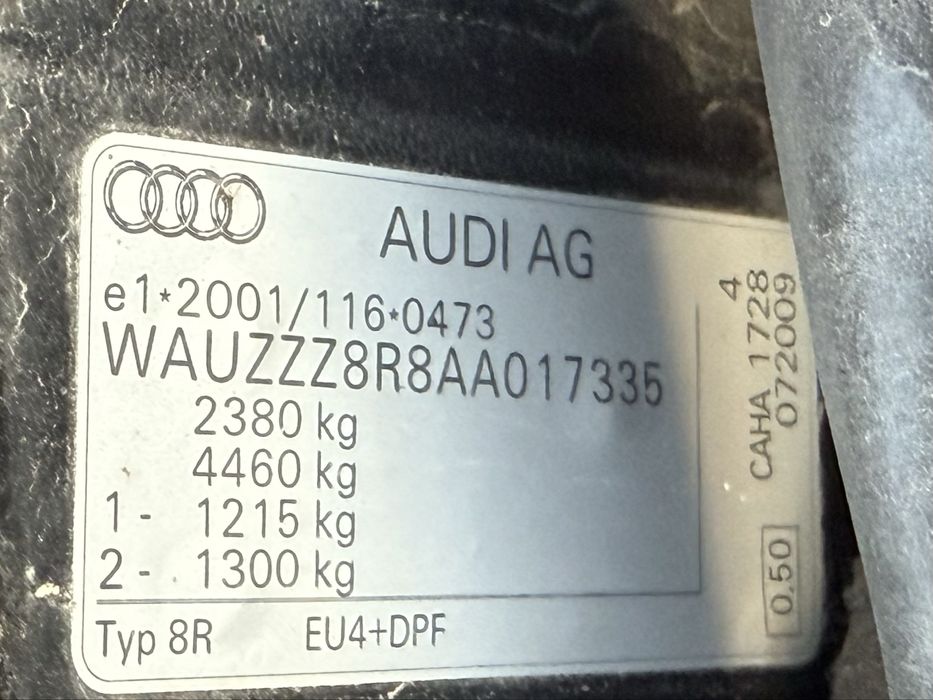 AUDI AG
e1*2001/116*0473
WAUZZZ8R8AA017335
2380 kg
4460 kg
1 - 1215 kg
2 - 1300 kg
Typ 8R EU4+DPF
4
CAHA 1728
072009
0.50